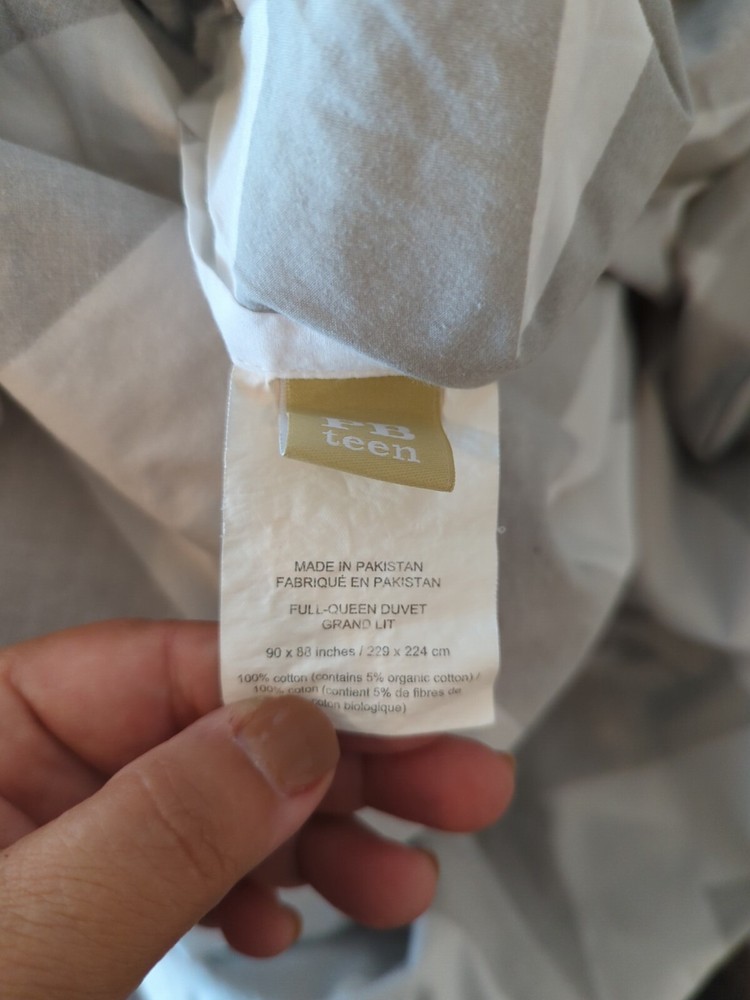 PB
teen
MADE IN PAKISTAN
FABRIQUÉ EN PAKISTAN
FULL-QUEEN DUVET
GRAND LIT
90 x 88 inches / 229 x 224 cm
100% cotton (contains 5% organic cotton) /
100% coton (contient 5% de fibres de
biologique)